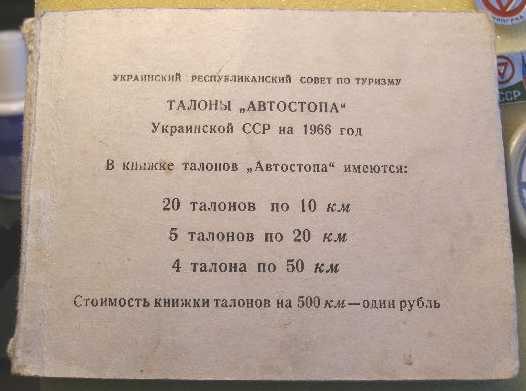 УКРАИНСКИЙ РЕСПУБЛИКАНСКИЙ СОВЕТ ПО ТУРИЗМУ
ТАЛОНЫ „АВТОСТОПА“
Украинской ССР на 1966 год
В книжке талонов „Автостопа“ имеются:
20 талонов по 10 км
5 талонов по 20 км
4 талона по 50 км
Стоимость книжки талонов на 500 км—один рубль
ССР